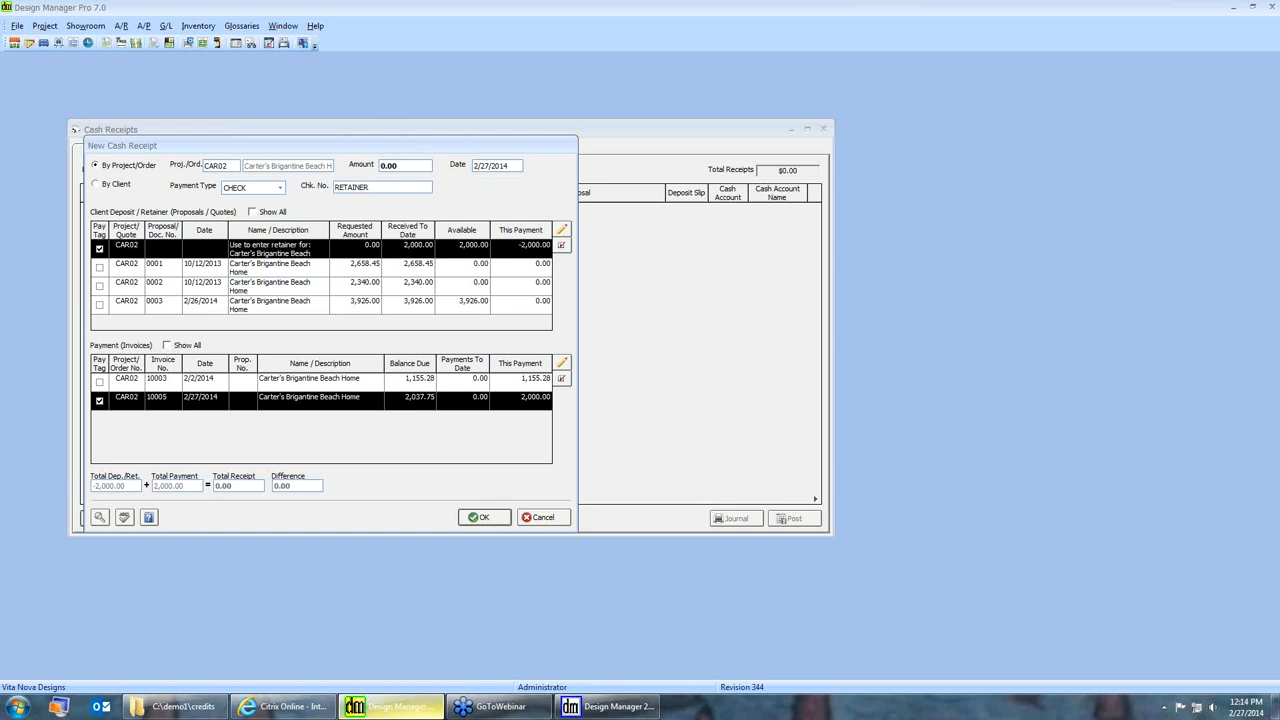 Design Manager Pro 7.0
File Project Showroom A/R A/P G/L Inventory Glossaries Window Help
Cash Receipts
New Cash Receipt
By Project/Order Proj./Ord. CAR02 Carter's Brigantine Beach H Amount 0.00 Date 2/27/2014
Total Receipts $0.00
By Client Payment Type CHECK Chk. No. RETAINER
Deposit Slip Cash Account Cash Account Name
Client Deposit / Retainer (Proposals / Quotes) Show All
Pay Tag Project/ Quote Proposal/ Doc. No. Date Name / Description Requested Amount Received To Date Available This Payment
CAR02 Use to enter retainer for: Carter's Brigantine Beach 0.00 2,000.00 2,000.00 -2,000.00
CAR02 0001 10/12/2013 Carter's Brigantine Beach Home 2,658.45 2,658.45 0.00 0.00
CAR02 0002 10/12/2013 Carter's Brigantine Beach Home 2,340.00 2,340.00 0.00 0.00
CAR02 0003 2/26/2014 Carter's Brigantine Beach Home 3,926.00 3,926.00 3,926.00 0.00
Payment (Invoices) Show All
Pay Tag Project/ Order No. Invoice No. Date Prop. No. Name / Description Balance Due Payments To Date This Payment
CAR02 10003 2/2/2014 Carter's Brigantine Beach Home 1,155.28 0.00 1,155.28
CAR02 10005 2/27/2014 Carter's Brigantine Beach Home 2,037.75 0.00 2,000.00
Total Dep./Ret. Total Payment Total Receipt Difference
-2,000.00 + 2,000.00 = 0.00 0.00
OK Cancel
Journal Post
Vita Nova Designs Administrator Revision 344
C:\demo1\credits Citrix Online - Int... Design Manager... GoToWebinar Design Manager 2...
12:14 PM
2/27/2014